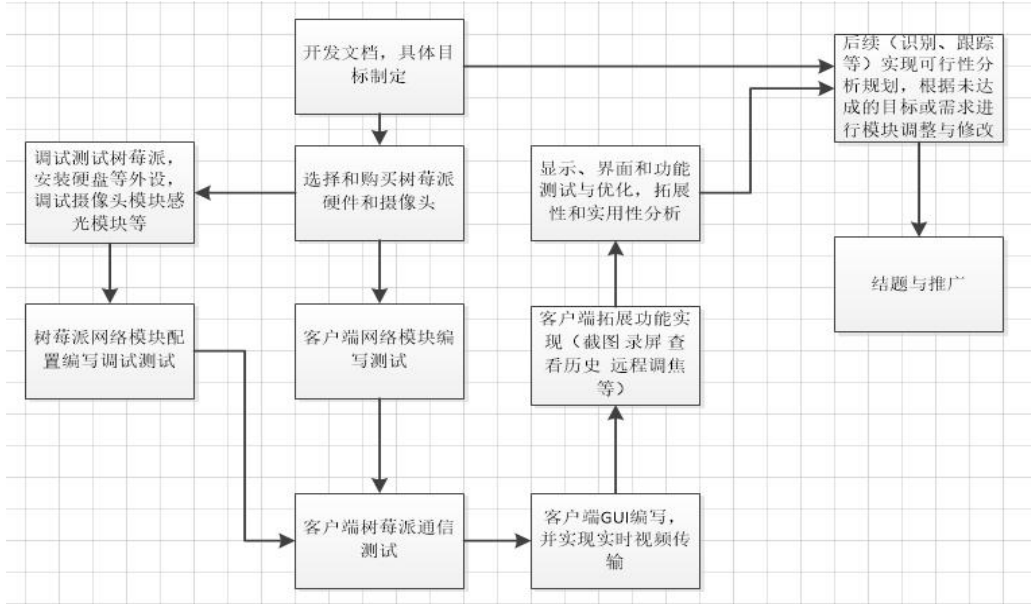 开发文档，具体目
标制定
后续（识别、跟踪
等）实现可行性分
析规划，根据未达
成的目标或需求进
行模块调整与修改
调试测试树莓派，
安装硬盘等外设，
调试摄像头模块感
光模块等
选择和购买树莓派
硬件和摄像头
显示、界面和功能
测试与优化，拓展
性和实用性分析
结题与推广
树莓派网络模块配
置编写调试测试
客户端网络模块编
写测试
客户端拓展功能实
现（截图 录屏 查
看历史 远程调焦
等）
客户端树莓派通信
测试
客户端GUI编写，
并实现实时视频传
输